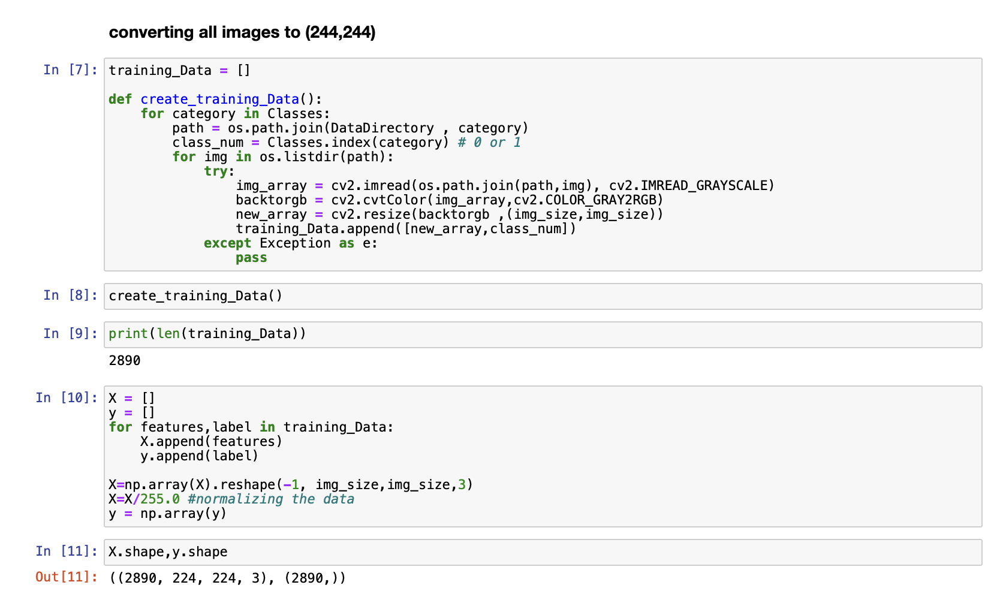 converting all images to (244,244)
In [7]:
training_Data = []
def create_training_Data():
    for category in Classes:
        path = os.path.join(DataDirectory , category)
        class_num = Classes.index(category) # 0 or 1
        for img in os.listdir(path):
            try:
                img_array = cv2.imread(os.path.join(path,img), cv2.IMREAD_GRAYSCALE)
                backtorgb = cv2.cvtColor(img_array,cv2.COLOR_GRAY2RGB)
                new_array = cv2.resize(backtorgb ,(img_size,img_size))
                training_Data.append([new_array,class_num])
            except Exception as e:
                pass
In [8]:
create_training_Data()
In [9]:
print(len(training_Data))
2890
In [10]:
X = []
y = []
for features,label in training_Data:
    X.append(features)
    y.append(label)
X=np.array(X).reshape(-1, img_size,img_size,3)
X=X/255.0 #normalizing the data
y = np.array(y)
In [11]:
X.shape,y.shape
Out[11]:
((2890, 224, 224, 3), (2890,))